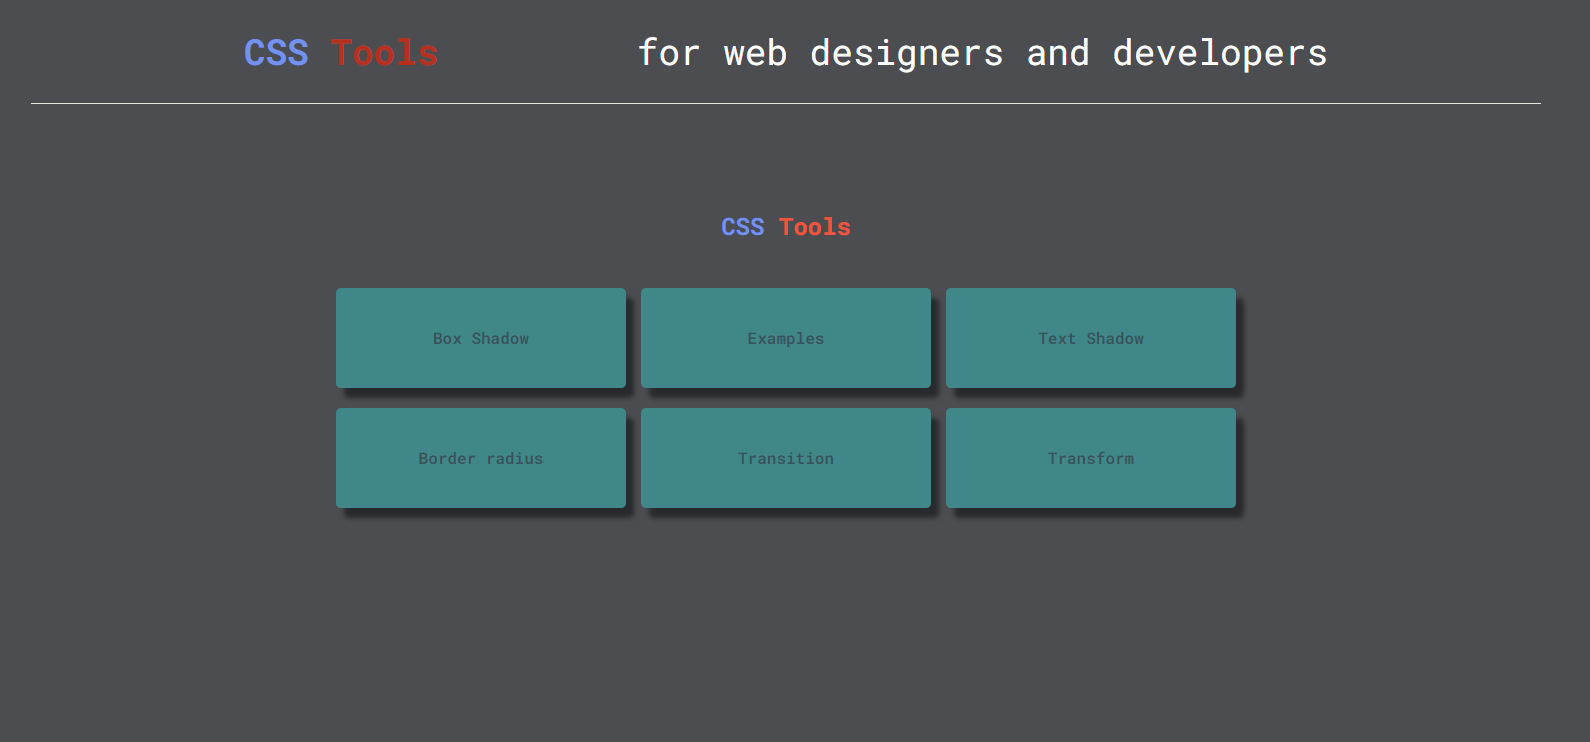 CSS Tools for web designers and developers
CSS Tools
Box Shadow Examples Text Shadow
Border radius Transition Transform